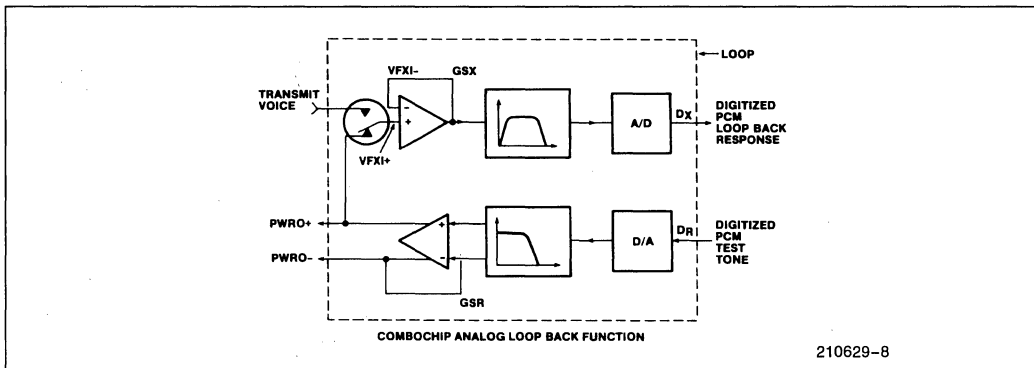 LOOP
VFXI–
GSX
TRANSMIT
VOICE
–
+
A/D
DX
DIGITIZED
PCM
LOOP BACK
RESPONSE
VFXI+
PWRO+
PWRO–
+
–
D/A
DR
DIGITIZED
PCM
TEST
TONE
GSR
COMBOCHIP ANALOG LOOP BACK FUNCTION
210629–8